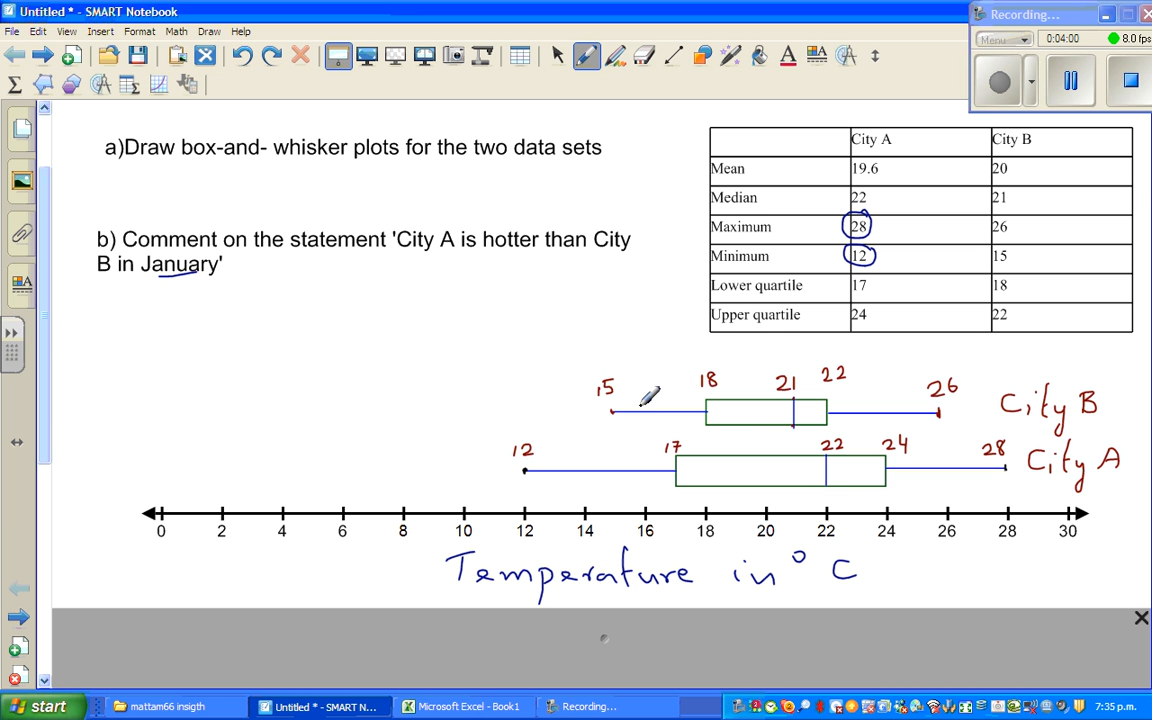 Untitled * - SMART Notebook
Recording...
File Edit View Insert Format Math Draw Help
Menu 0:04:00 8.0 fps
a)Draw box-and- whisker plots for the two data sets
b) Comment on the statement 'City A is hotter than City
B in January'
City A City B
Mean 19.6 20
Median 22 21
Maximum 28 26
Minimum 12 15
Lower quartile 17 18
Upper quartile 24 22
15 18 21 22 26 City B
12 17 22 24 28 City A
0 2 4 6 8 10 12 14 16 18 20 22 24 26 28 30
Temperature in ° C
start mattam66 insigth Untitled * - SMART N... Microsoft Excel - Book1 Recording... 7:35 p.m.